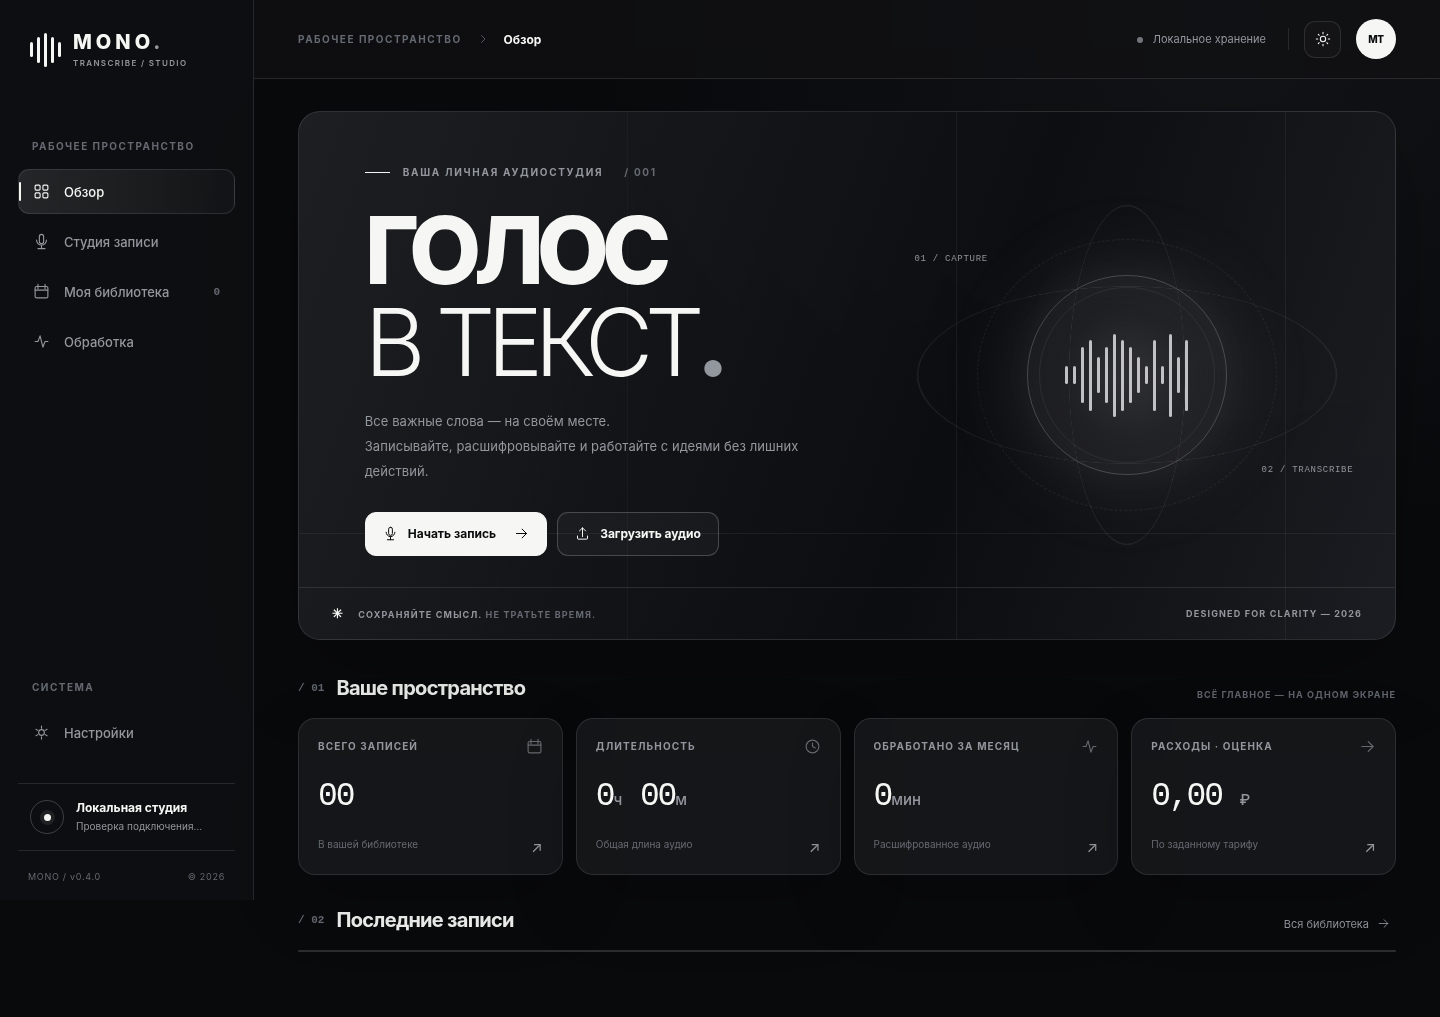 MONO.
TRANSCRIBE / STUDIO
РАБОЧЕЕ ПРОСТРАНСТВО
Обзор
Студия записи
Моя библиотека 0
Обработка
СИСТЕМА
Настройки
Локальная студия
Проверка подключения...
MONO / v0.4.0 © 2026
РАБОЧЕЕ ПРОСТРАНСТВО Обзор
Локальное хранение
MT
ВАША ЛИЧНАЯ АУДИОСТУДИЯ / 001
ГОЛОС
В ТЕКСТ.
Все важные слова — на своём месте.
Записывайте, расшифровывайте и работайте с идеями без лишних
действий.
Начать запись
Загрузить аудио
01 / CAPTURE
02 / TRANSCRIBE
СОХРАНЯЙТЕ СМЫСЛ. НЕ ТРАТЬТЕ ВРЕМЯ.
DESIGNED FOR CLARITY — 2026
/ 01 Ваше пространство
ВСЁ ГЛАВНОЕ — НА ОДНОМ ЭКРАНЕ
ВСЕГО ЗАПИСЕЙ
00
В вашей библиотеке
ДЛИТЕЛЬНОСТЬ
0ч 00м
Общая длина аудио
ОБРАБОТАНО ЗА МЕСЯЦ
0мин
Расшифрованное аудио
РАСХОДЫ · ОЦЕНКА
0,00 ₽
По заданному тарифу
/ 02 Последние записи
Вся библиотека